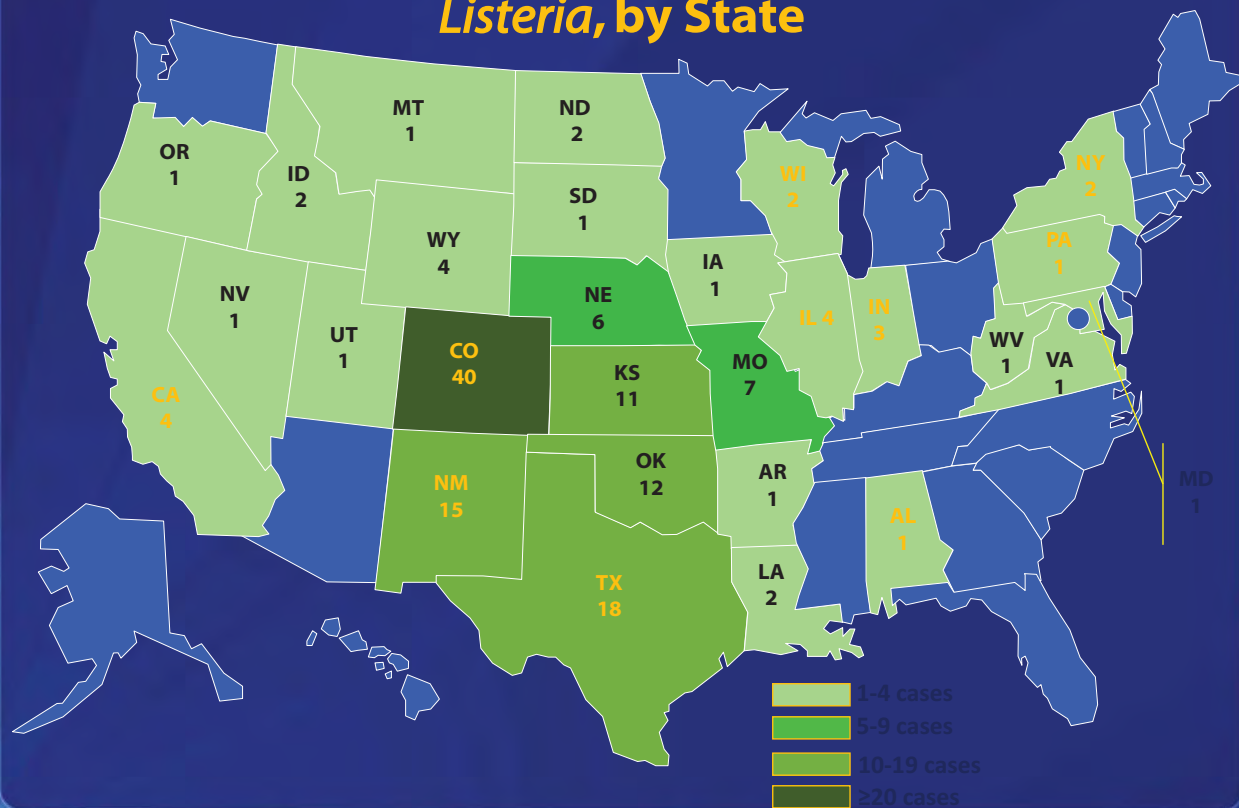 Listeria, by State
MT
1
ND
2
OR
1
ID
2
WI
2
NY
2
SD
1
WY
4
PA
1
IA
1
NV
1
NE
6
IL 4
IN
3
UT
1
WV
1
VA
1
CO
40
MO
7
KS
11
CA
4
OK
12
AR
1
MD
1
NM
15
AL
1
LA
2
TX
18
1-4 cases
5-9 cases
10-19 cases
≥20 cases